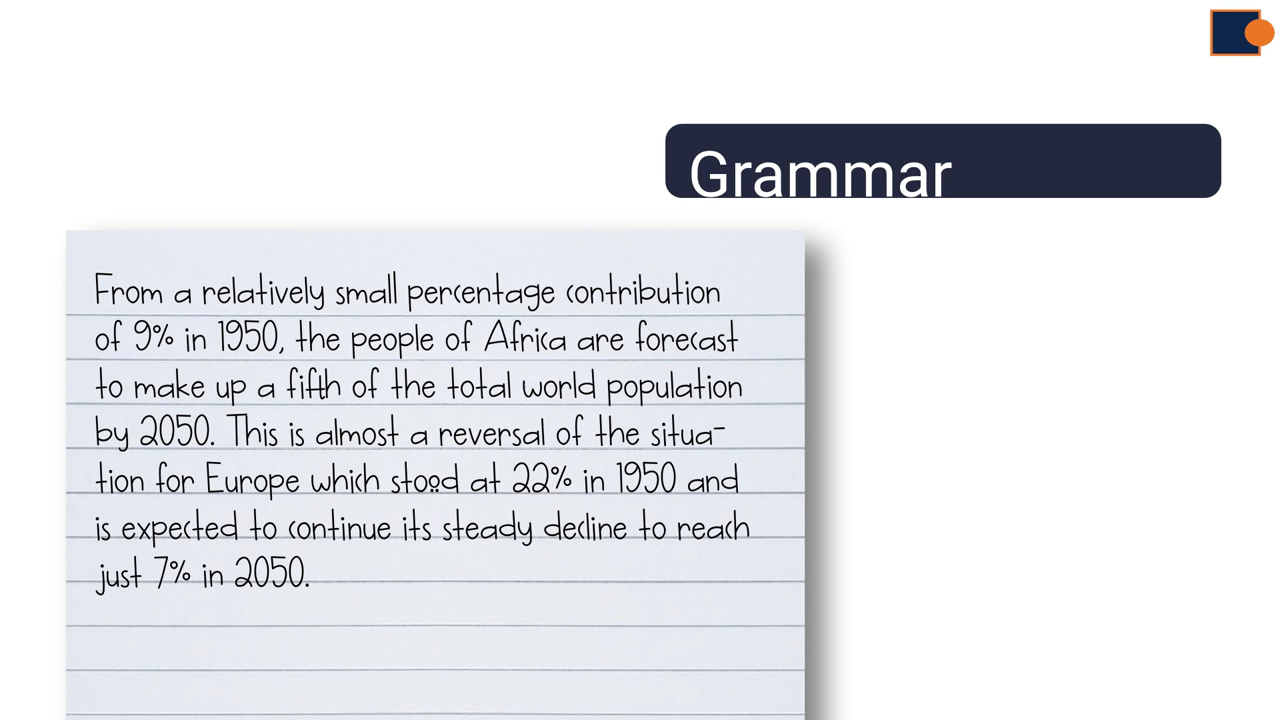 Grammar
From a relatively small percentage contribution
of 9% in 1950, the people of Africa are forecast
to make up a fifth of the total world population
by 2050. This is almost a reversal of the situa-
tion for Europe which stood at 22% in 1950 and
is expected to continue its steady decline to reach
just 7% in 2050.